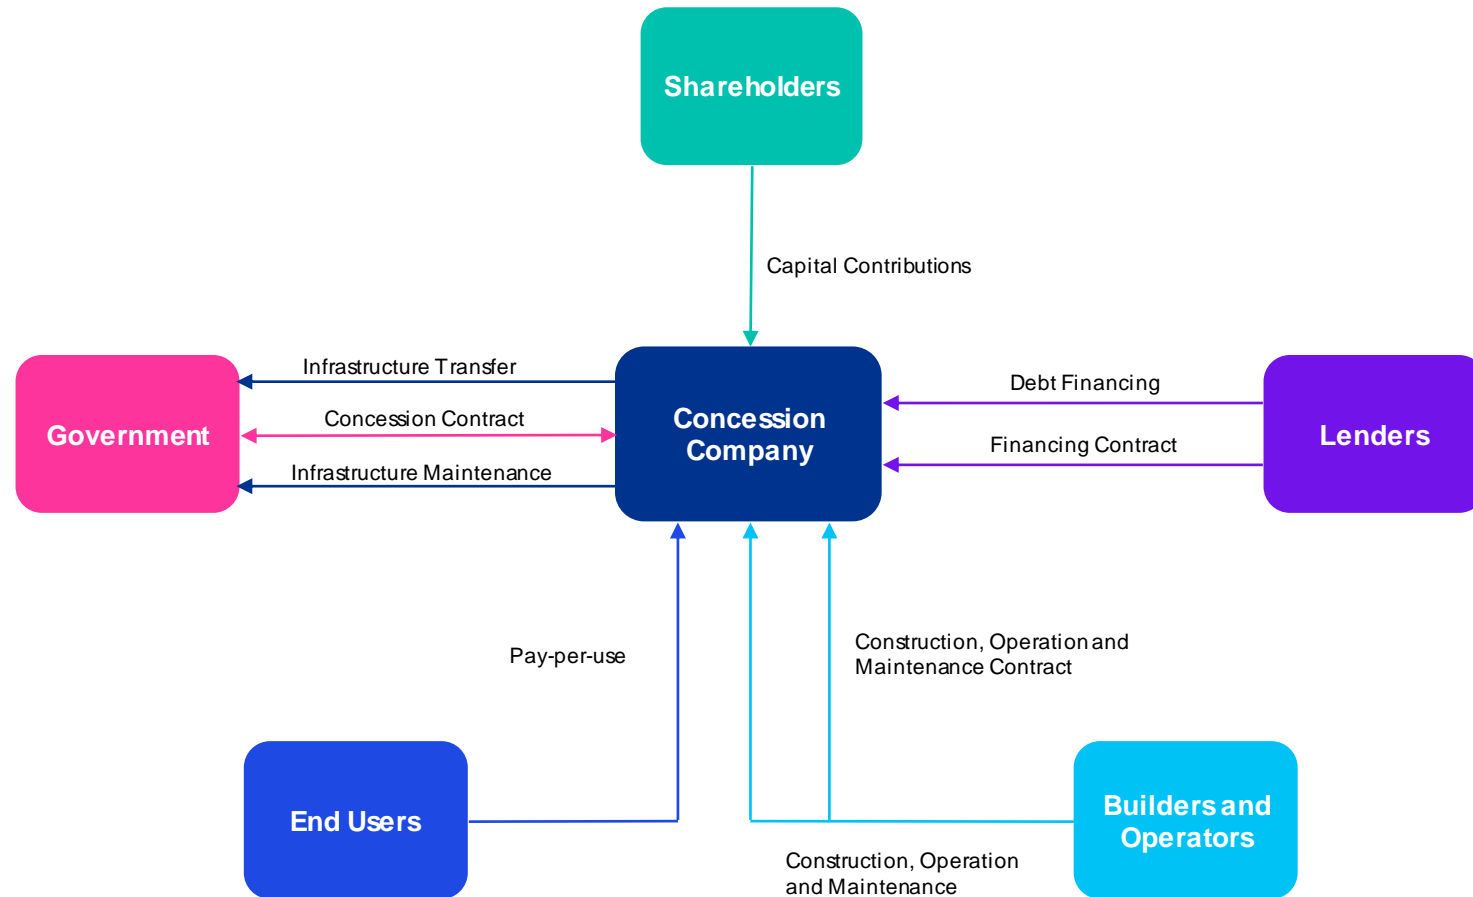 Shareholders
Capital Contributions
Infrastructure Transfer
Concession Contract
Infrastructure Maintenance
Government
Concession
Company
Debt Financing
Financing Contract
Lenders
Pay-per-use
Construction, Operation and
Maintenance Contract
End Users
Builders and
Operators
Construction, Operation
and Maintenance